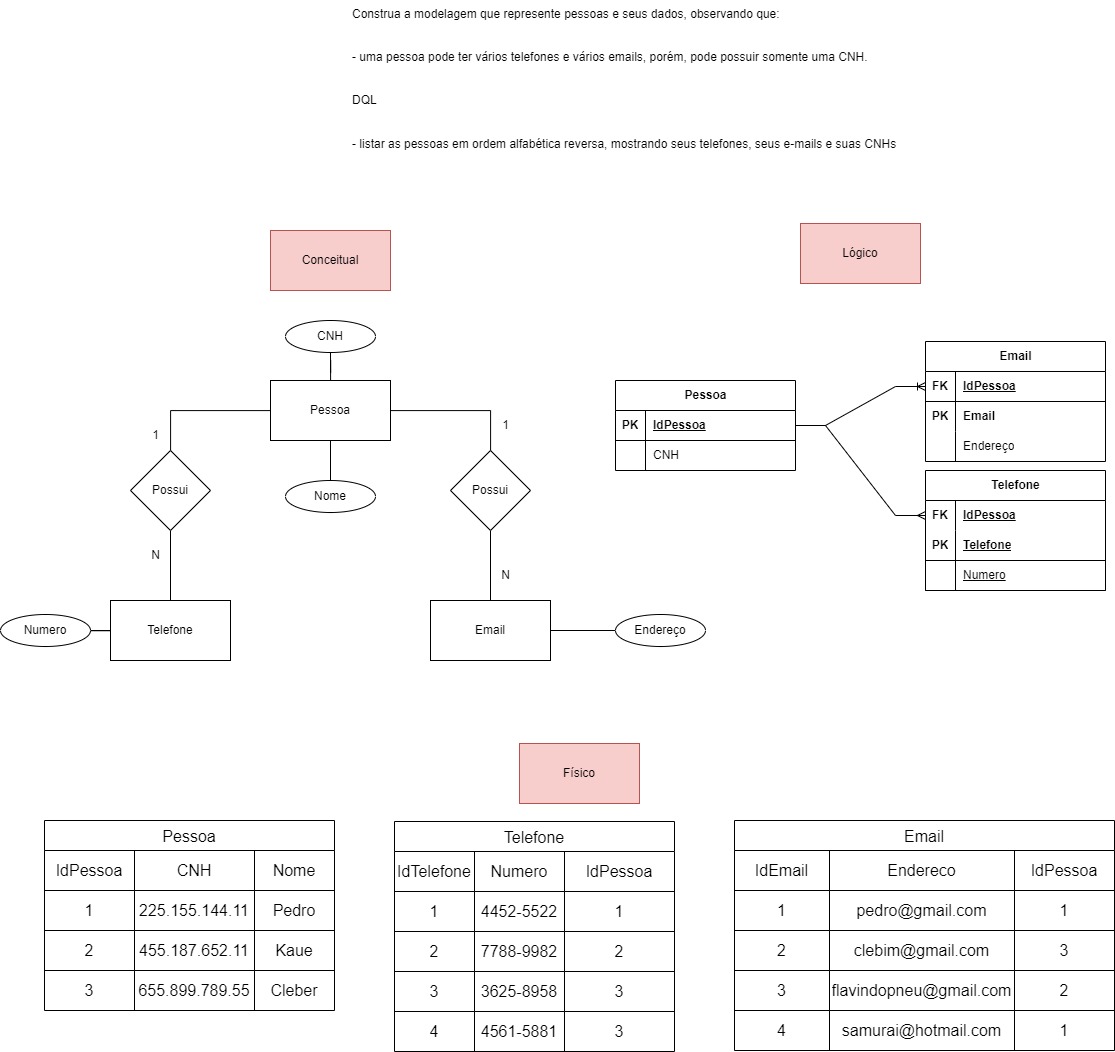 Construa a modelagem que represente pessoas e seus dados, observando que:
- uma pessoa pode ter vários telefones e vários emails, porém, pode possuir somente uma CNH.
DQL
- listar as pessoas em ordem alfabética reversa, mostrando seus telefones, seus e-mails e suas CNHs
Conceitual
CNH
Pessoa
1
1
Possui
Nome
Possui
N
N
Numero
Telefone
Email
Endereço
Lógico
Pessoa
PK IdPessoa
CNH
Email
FK IdPessoa
PK Email
Endereço
Telefone
FK IdPessoa
PK Telefone
Numero
Físico
Pessoa
IdPessoa CNH Nome
1 225.155.144.11 Pedro
2 455.187.652.11 Kaue
3 655.899.789.55 Cleber
Telefone
IdTelefone Numero IdPessoa
1 4452-5522 1
2 7788-9982 2
3 3625-8958 3
4 4561-5881 3
Email
IdEmail Endereco IdPessoa
1 pedro@gmail.com 1
2 clebim@gmail.com 3
3 flavindopneu@gmail.com 2
4 samurai@hotmail.com 1